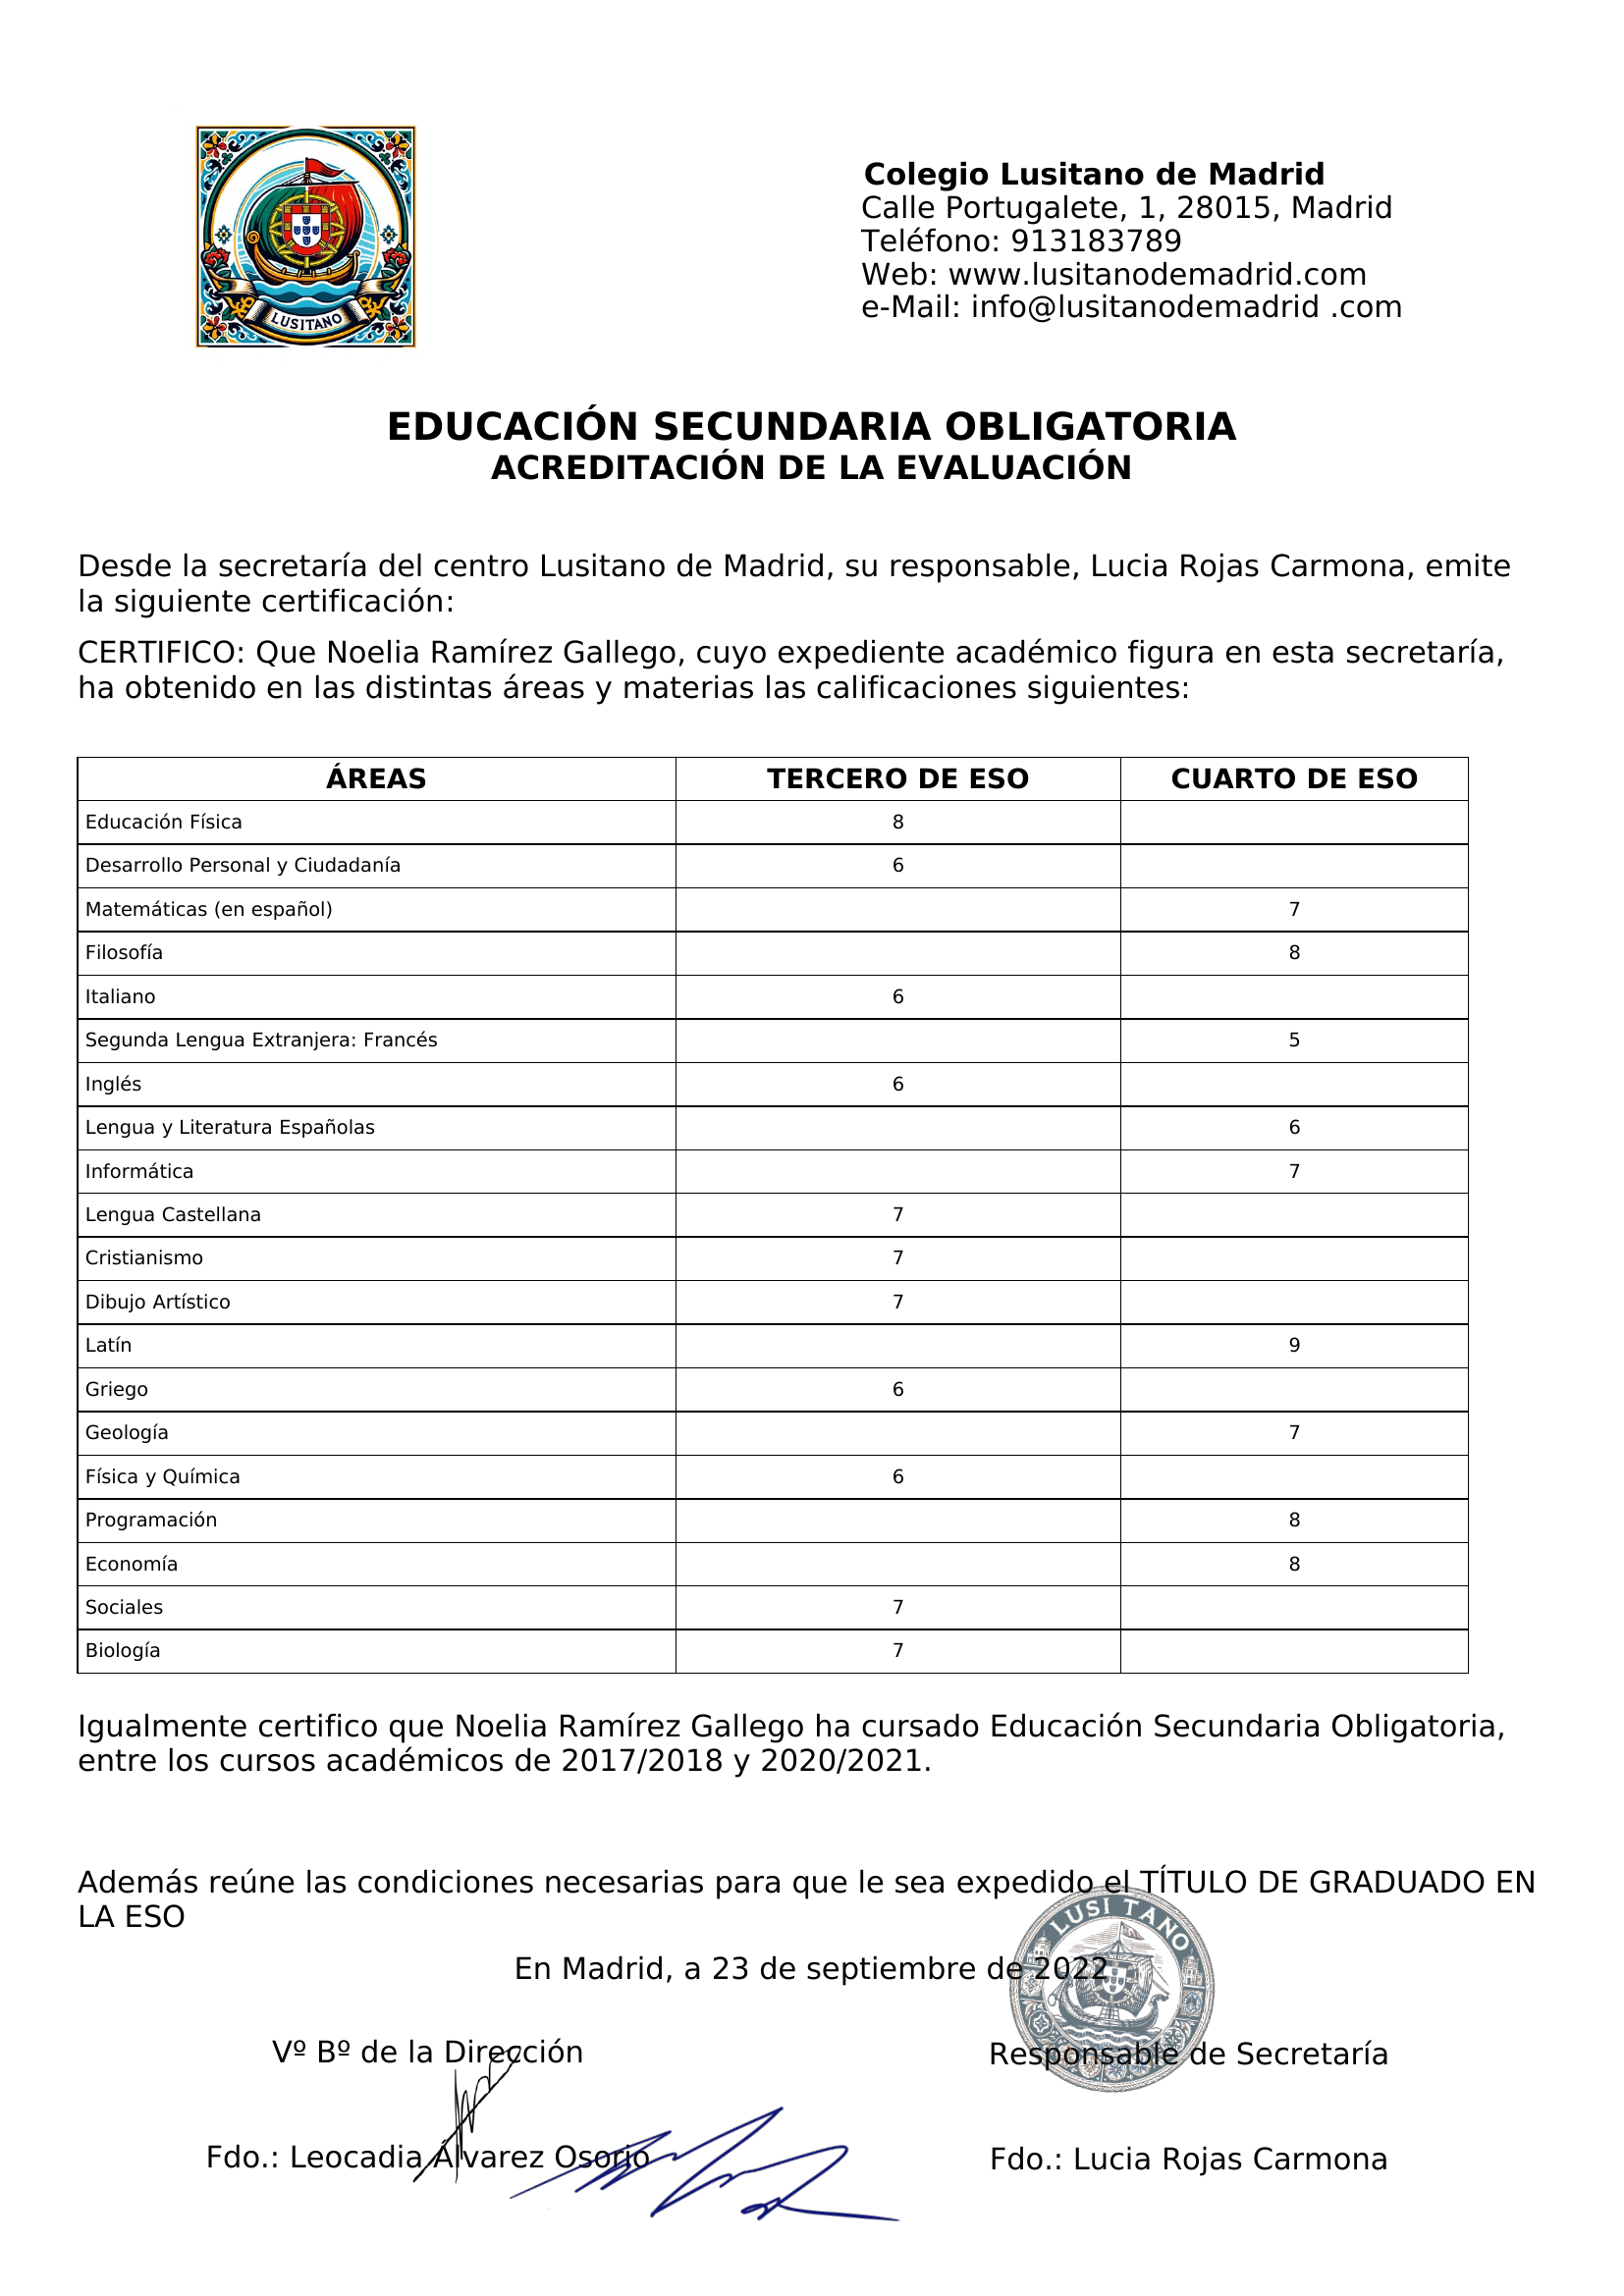 LUSITANO
Colegio Lusitano de Madrid
Calle Portugalete, 1, 28015, Madrid
Teléfono: 913183789
Web: www.lusitanodemadrid.com
e-Mail: info@lusitanodemadrid .com
EDUCACIÓN SECUNDARIA OBLIGATORIA
ACREDITACIÓN DE LA EVALUACIÓN
Desde la secretaría del centro Lusitano de Madrid, su responsable, Lucia Rojas Carmona, emite
la siguiente certificación:
CERTIFICO: Que Noelia Ramírez Gallego, cuyo expediente académico figura en esta secretaría,
ha obtenido en las distintas áreas y materias las calificaciones siguientes:
ÁREAS TERCERO DE ESO CUARTO DE ESO
Educación Física 8
Desarrollo Personal y Ciudadanía 6
Matemáticas (en español) 7
Filosofía 8
Italiano 6
Segunda Lengua Extranjera: Francés 5
Inglés 6
Lengua y Literatura Españolas 6
Informática 7
Lengua Castellana 7
Cristianismo 7
Dibujo Artístico 7
Latín 9
Griego 6
Geología 7
Física y Química 6
Programación 8
Economía 8
Sociales 7
Biología 7
Igualmente certifico que Noelia Ramírez Gallego ha cursado Educación Secundaria Obligatoria,
entre los cursos académicos de 2017/2018 y 2020/2021.
Además reúne las condiciones necesarias para que le sea expedido el TÍTULO DE GRADUADO EN
LA ESO
LUSI TANO
En Madrid, a 23 de septiembre de 2022
Vº Bº de la Dirección Responsable de Secretaría
Fdo.: Leocadia Álvarez Osorio Fdo.: Lucia Rojas Carmona